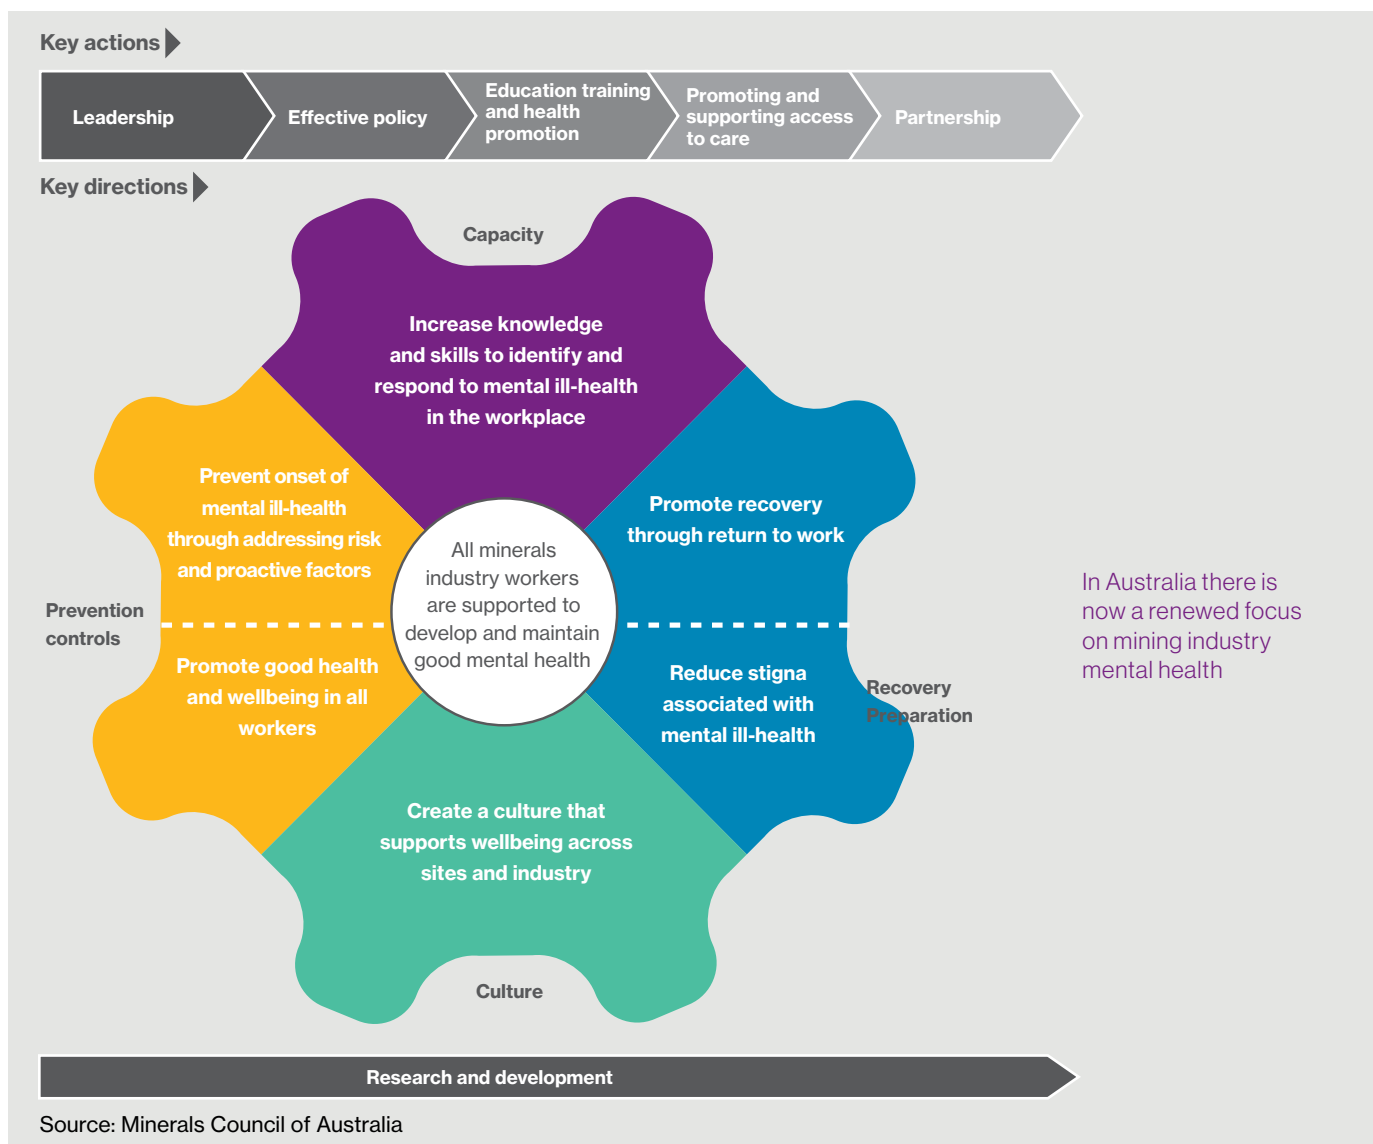 Key actions
Leadership
Effective policy
Education training
and health
promotion
Promoting and
supporting access
to care
Partnership
Key directions
Capacity
Increase knowledge
and skills to identify and
respond to mental ill-health
in the workplace
Prevent onset of
mental ill-health
through addressing risk
and proactive factors
Promote recovery
through return to work
All minerals
industry workers
are supported to
develop and maintain
good mental health
Prevention
controls
In Australia there is
now a renewed focus
on mining industry
mental health
Promote good health
and wellbeing in all
workers
Reduce stigna
associated with
mental ill-health
Recovery
Preparation
Create a culture that
supports wellbeing across
sites and industry
Culture
Research and development
Source: Minerals Council of Australia